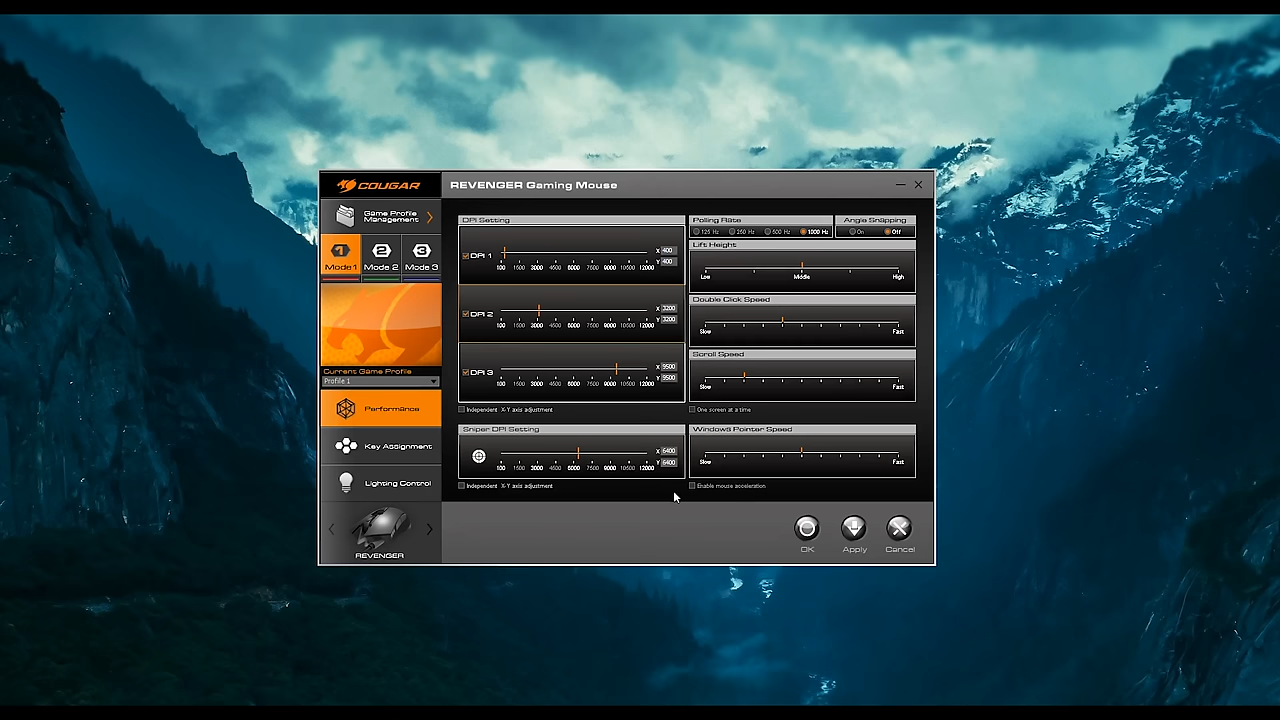 COUGAR
REVENGER Gaming Mouse
Game Profile
Management
Mode 1
Mode 2
Mode 3
Current Game Profile
Profile 1
Performance
Key Assignment
Lighting Control
REVENGER
DPI Setting
DPI 1
100 1500 3000 4500 6000 7500 9000 10500 12000
X 400
Y 400
DPI 2
100 1500 3000 4500 6000 7500 9000 10500 12000
X 3200
Y 3200
DPI 3
100 1500 3000 4500 6000 7500 9000 10500 12000
X 9500
Y 9500
Independent X-Y axis adjustment
Sniper DPI Setting
100 1500 3000 4500 6000 7500 9000 10500 12000
X 6400
Y 6400
Independent X-Y axis adjustment
Polling Rate
125 Hz 250 Hz 500 Hz 1000 Hz
Angle Snapping
On Off
Lift Height
Low Middle High
Double Click Speed
Slow Fast
Scroll Speed
Slow Fast
One screen at a time
Windows Pointer Speed
Slow Fast
Enable mouse acceleration
OK Apply Cancel